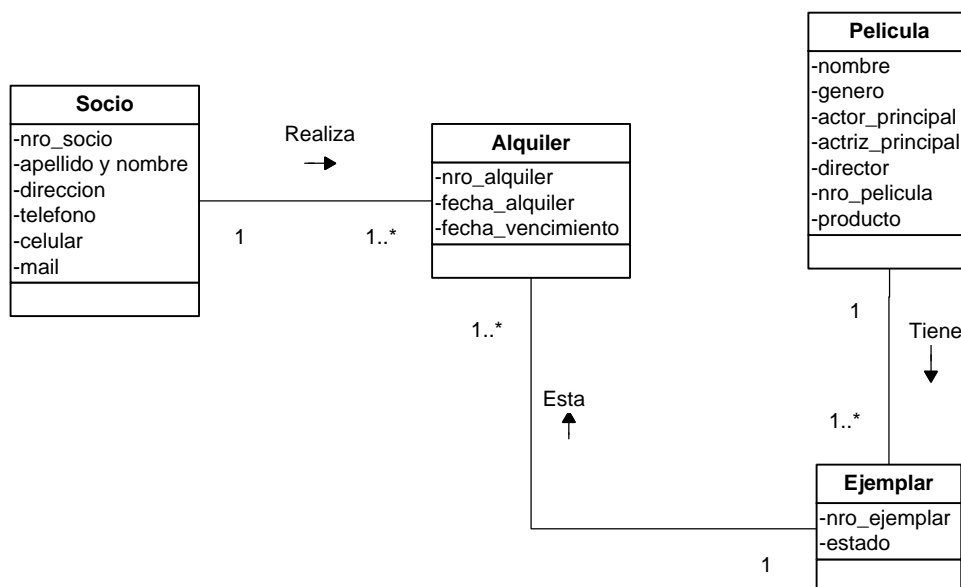 Socio
-nro_socio
-apellido y nombre
-direccion
-telefono
-celular
-mail
Realiza
1
1..*
Alquiler
-nro_alquiler
-fecha_alquiler
-fecha_vencimiento
1..*
Esta
1
Pelicula
-nombre
-genero
-actor_principal
-actriz_principal
-director
-nro_pelicula
-producto
1
Tiene
1..*
Ejemplar
-nro_ejemplar
-estado